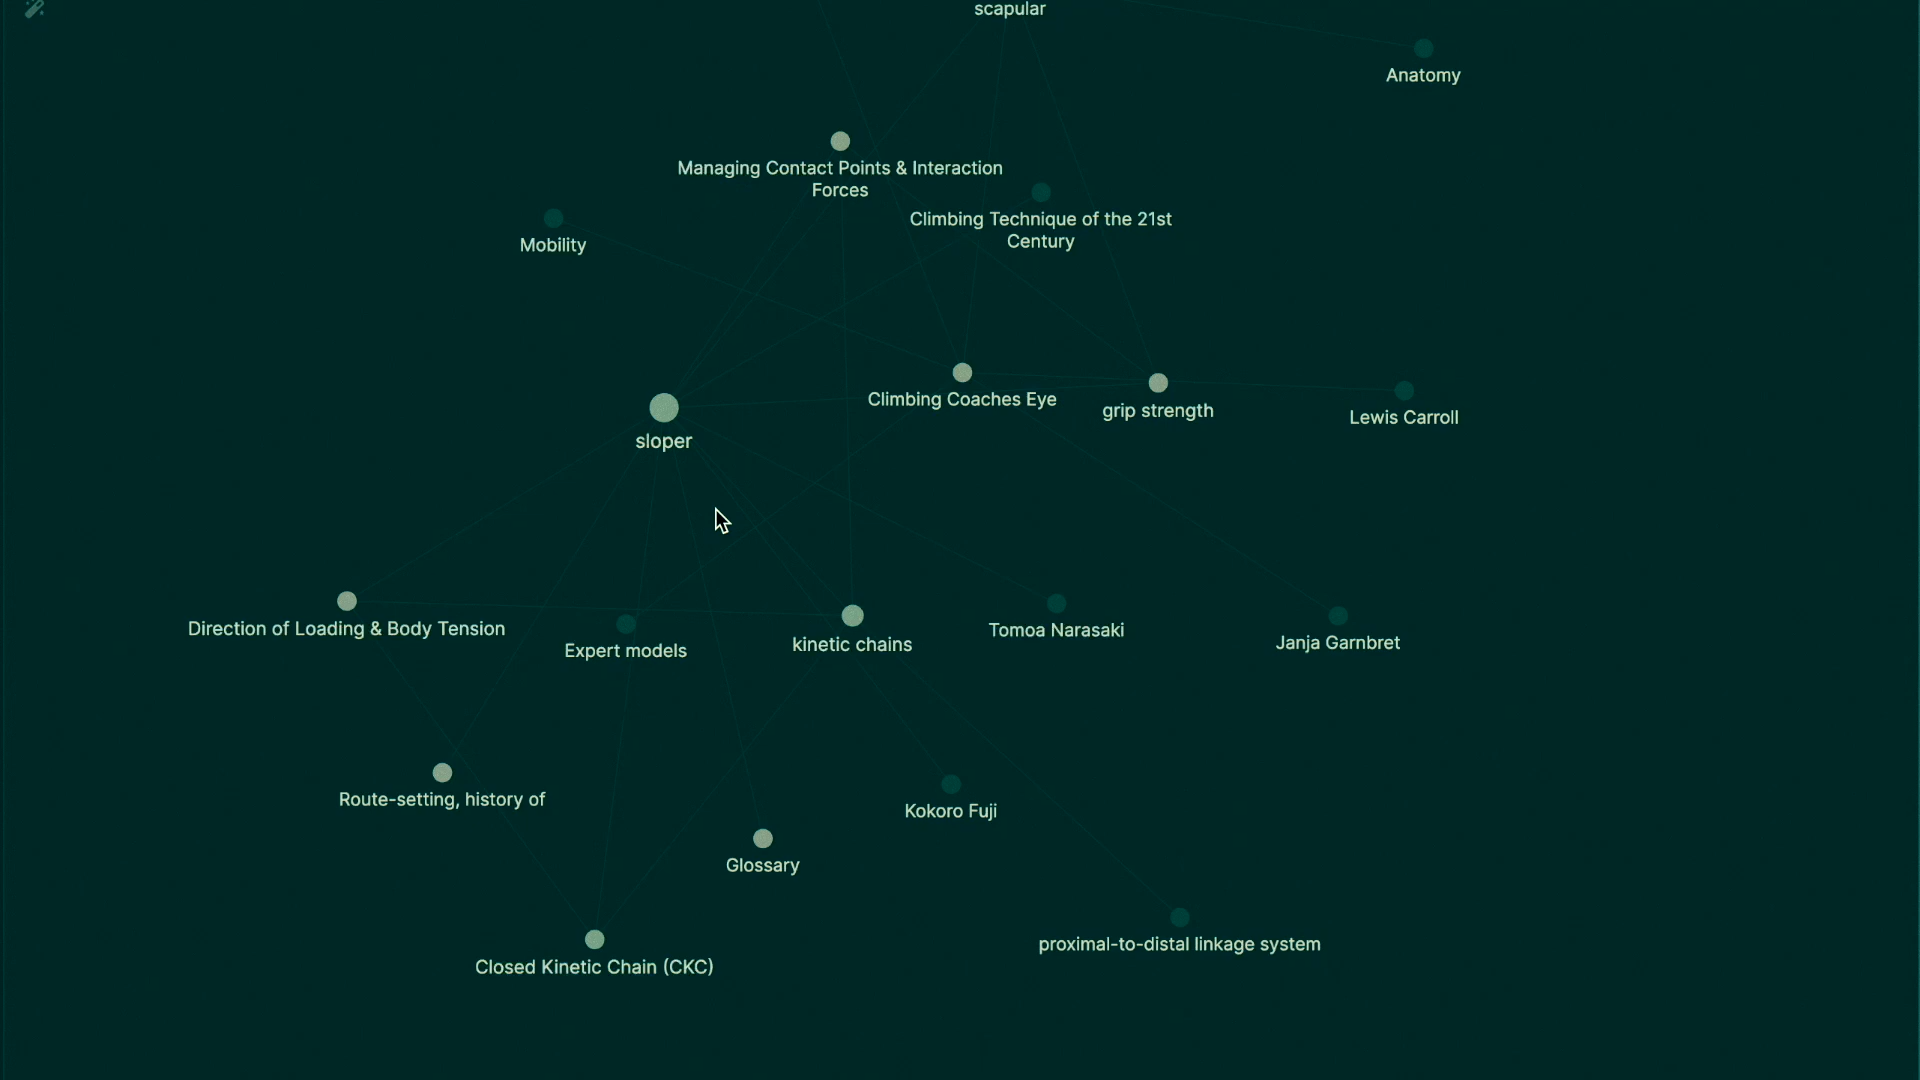 scapular
Anatomy
Managing Contact Points & Interaction
Forces
Climbing Technique of the 21st
Century
Mobility
Climbing Coaches Eye
grip strength
Lewis Carroll
sloper
Direction of Loading & Body Tension
Expert models
kinetic chains
Tomoa Narasaki
Janja Garnbret
Route-setting, history of
Kokoro Fuji
Glossary
proximal-to-distal linkage system
Closed Kinetic Chain (CKC)